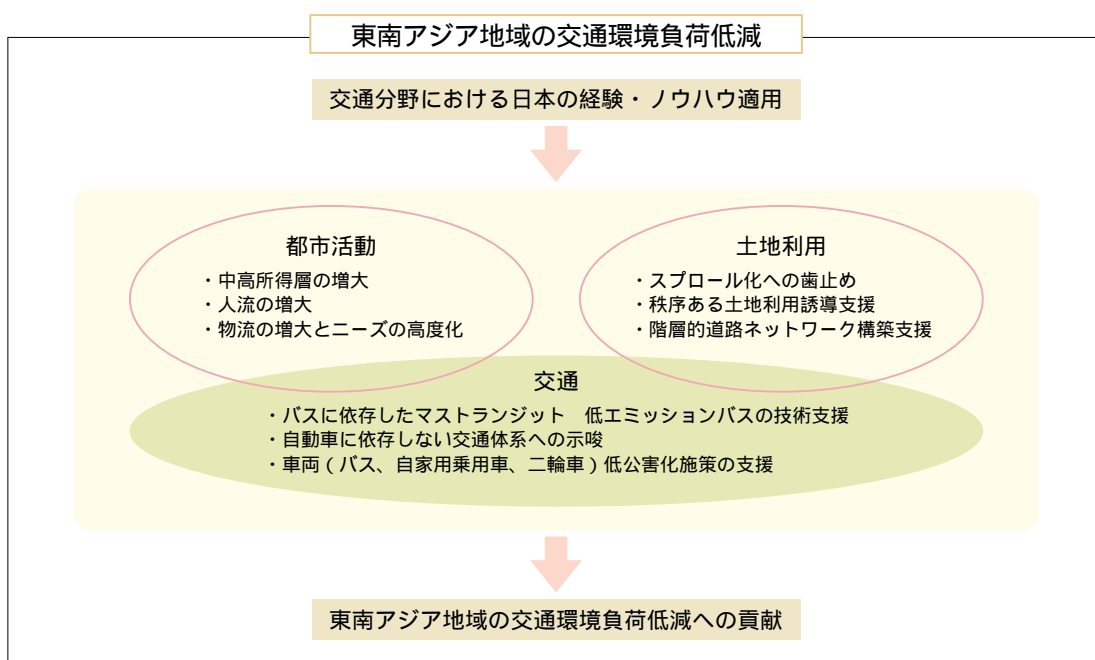 東南アジア地域の交通環境負荷低減
交通分野における日本の経験・ノウハウ適用
都市活動
・中高所得層の増大
・人流の増大
・物流の増大とニーズの高度化
土地利用
・スプロール化への歯止め
・秩序ある土地利用誘導支援
・階層的道路ネットワーク構築支援
交通
・バスに依存したマストランジット　低エミッションバスの技術支援
・自動車に依存しない交通体系への示唆
・車両（バス、自家用乗用車、二輪車）低公害化施策の支援
東南アジア地域の交通環境負荷低減への貢献